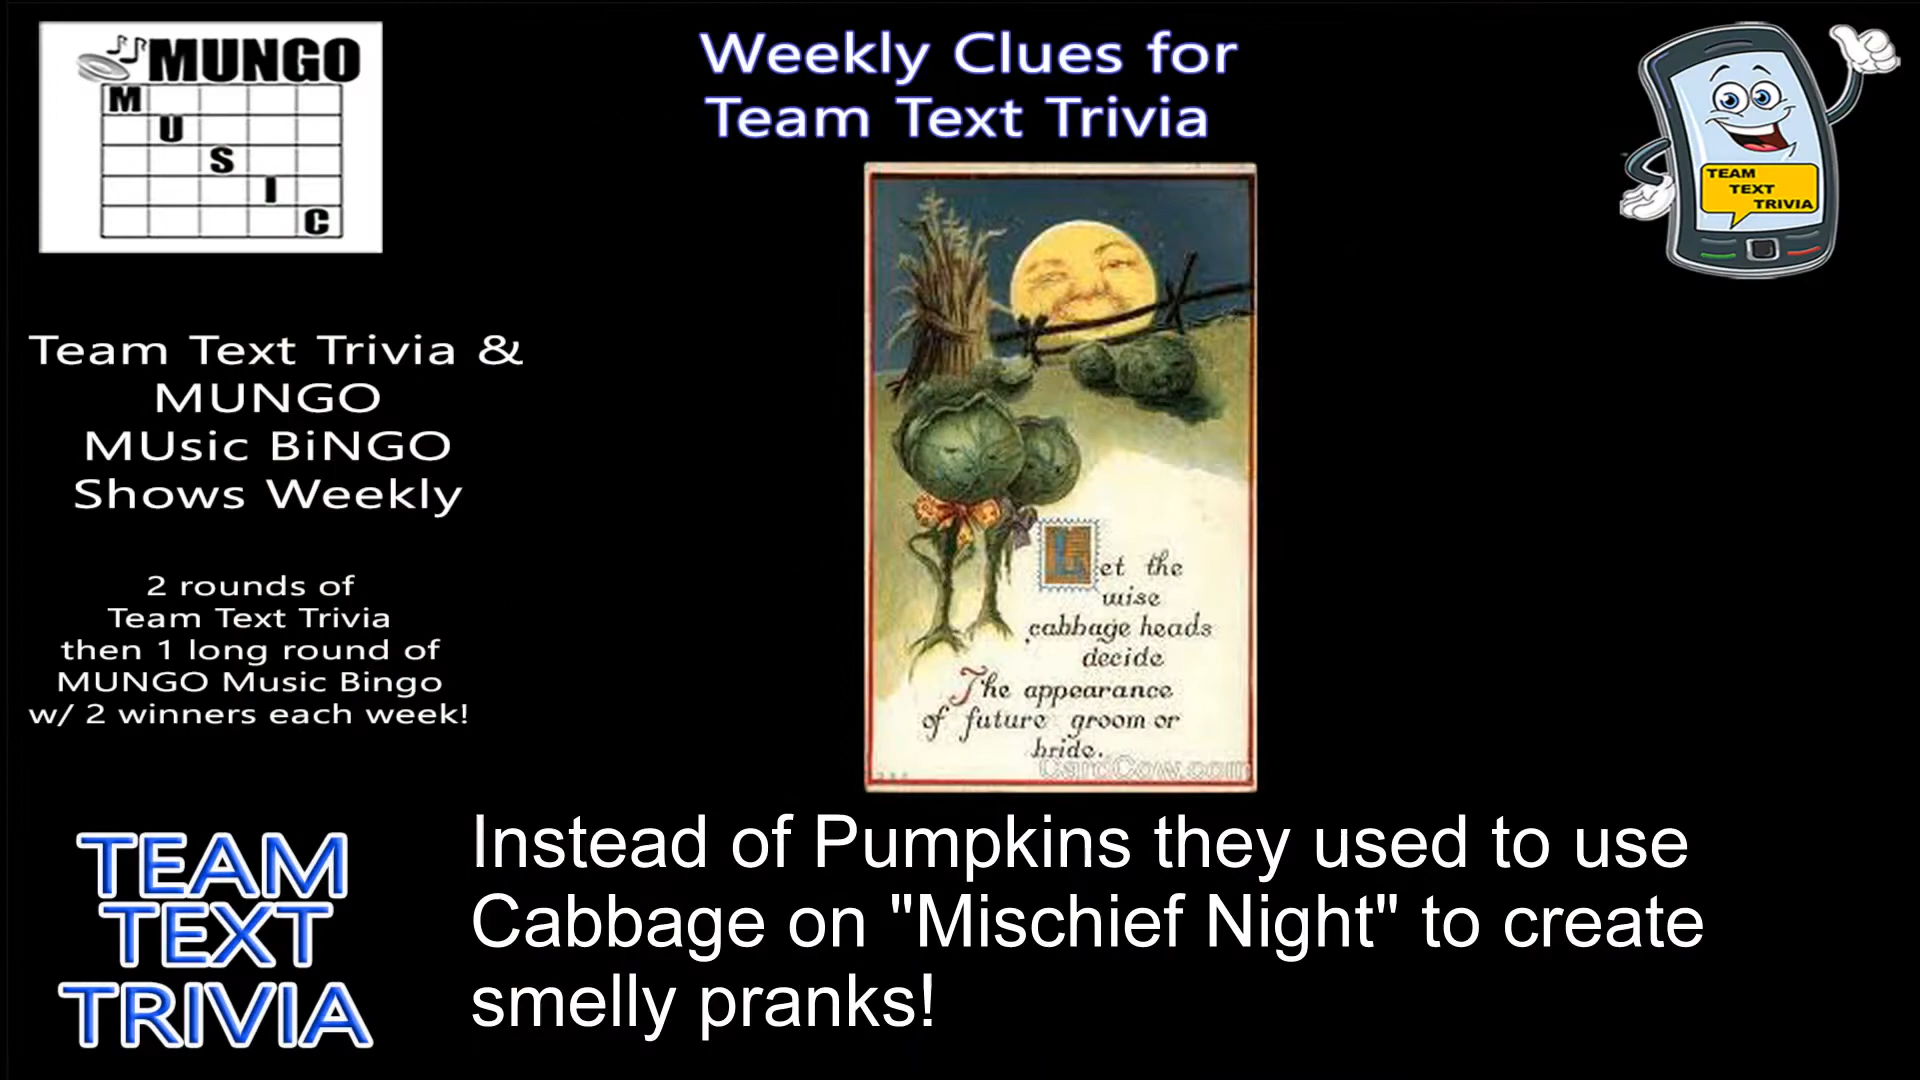 MUNGO
M
U
S
I
C
Weekly Clues for
Team Text Trivia
TEAM
TEXT
TRIVIA
Team Text Trivia &
MUNGO
MUsic BiNGO
Shows Weekly
2 rounds of
Team Text Trivia
then 1 long round of
MUNGO Music Bingo
w/ 2 winners each week!
Let the
wise
cabbage heads
decide
The appearance
of future groom or
bride.
CardCow.com
TEAM
TEXT
TRIVIA
Instead of Pumpkins they used to use
Cabbage on "Mischief Night" to create
smelly pranks!